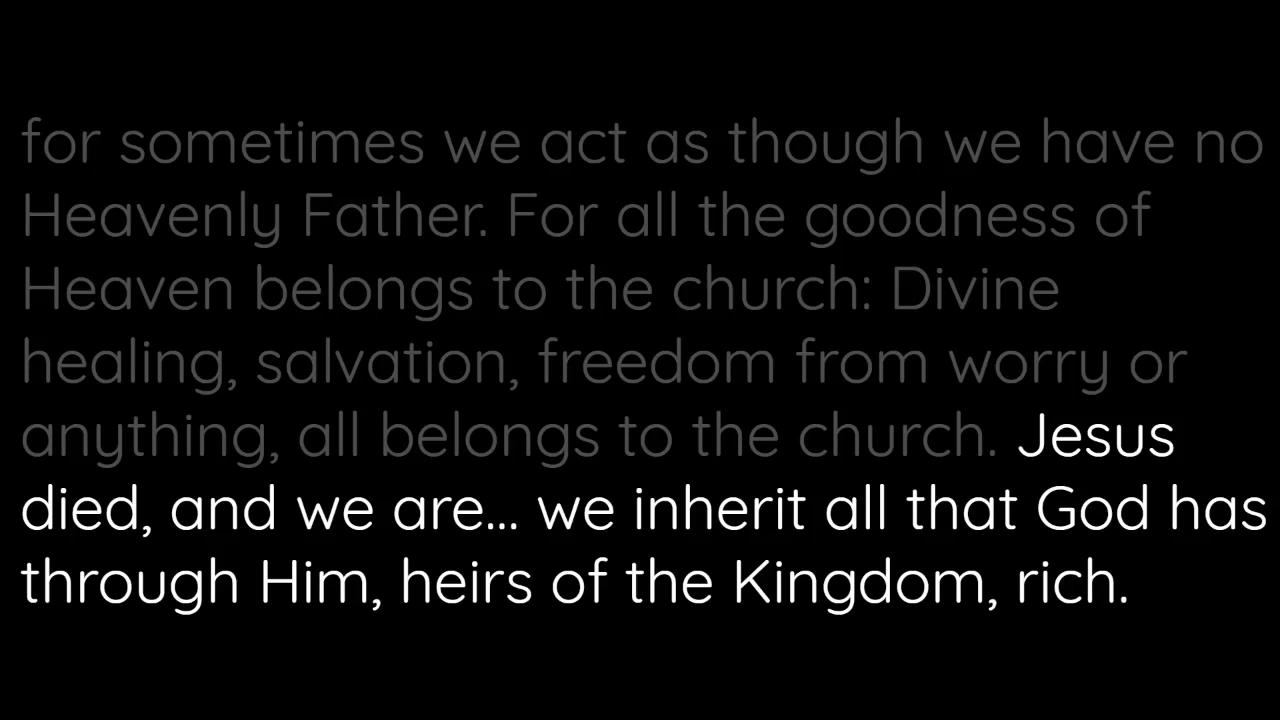 for sometimes we act as though we have no
Heavenly Father. For all the goodness of
Heaven belongs to the church: Divine
healing, salvation, freedom from worry or
anything, all belongs to the church. Jesus
died, and we are... we inherit all that God has
through Him, heirs of the Kingdom, rich.